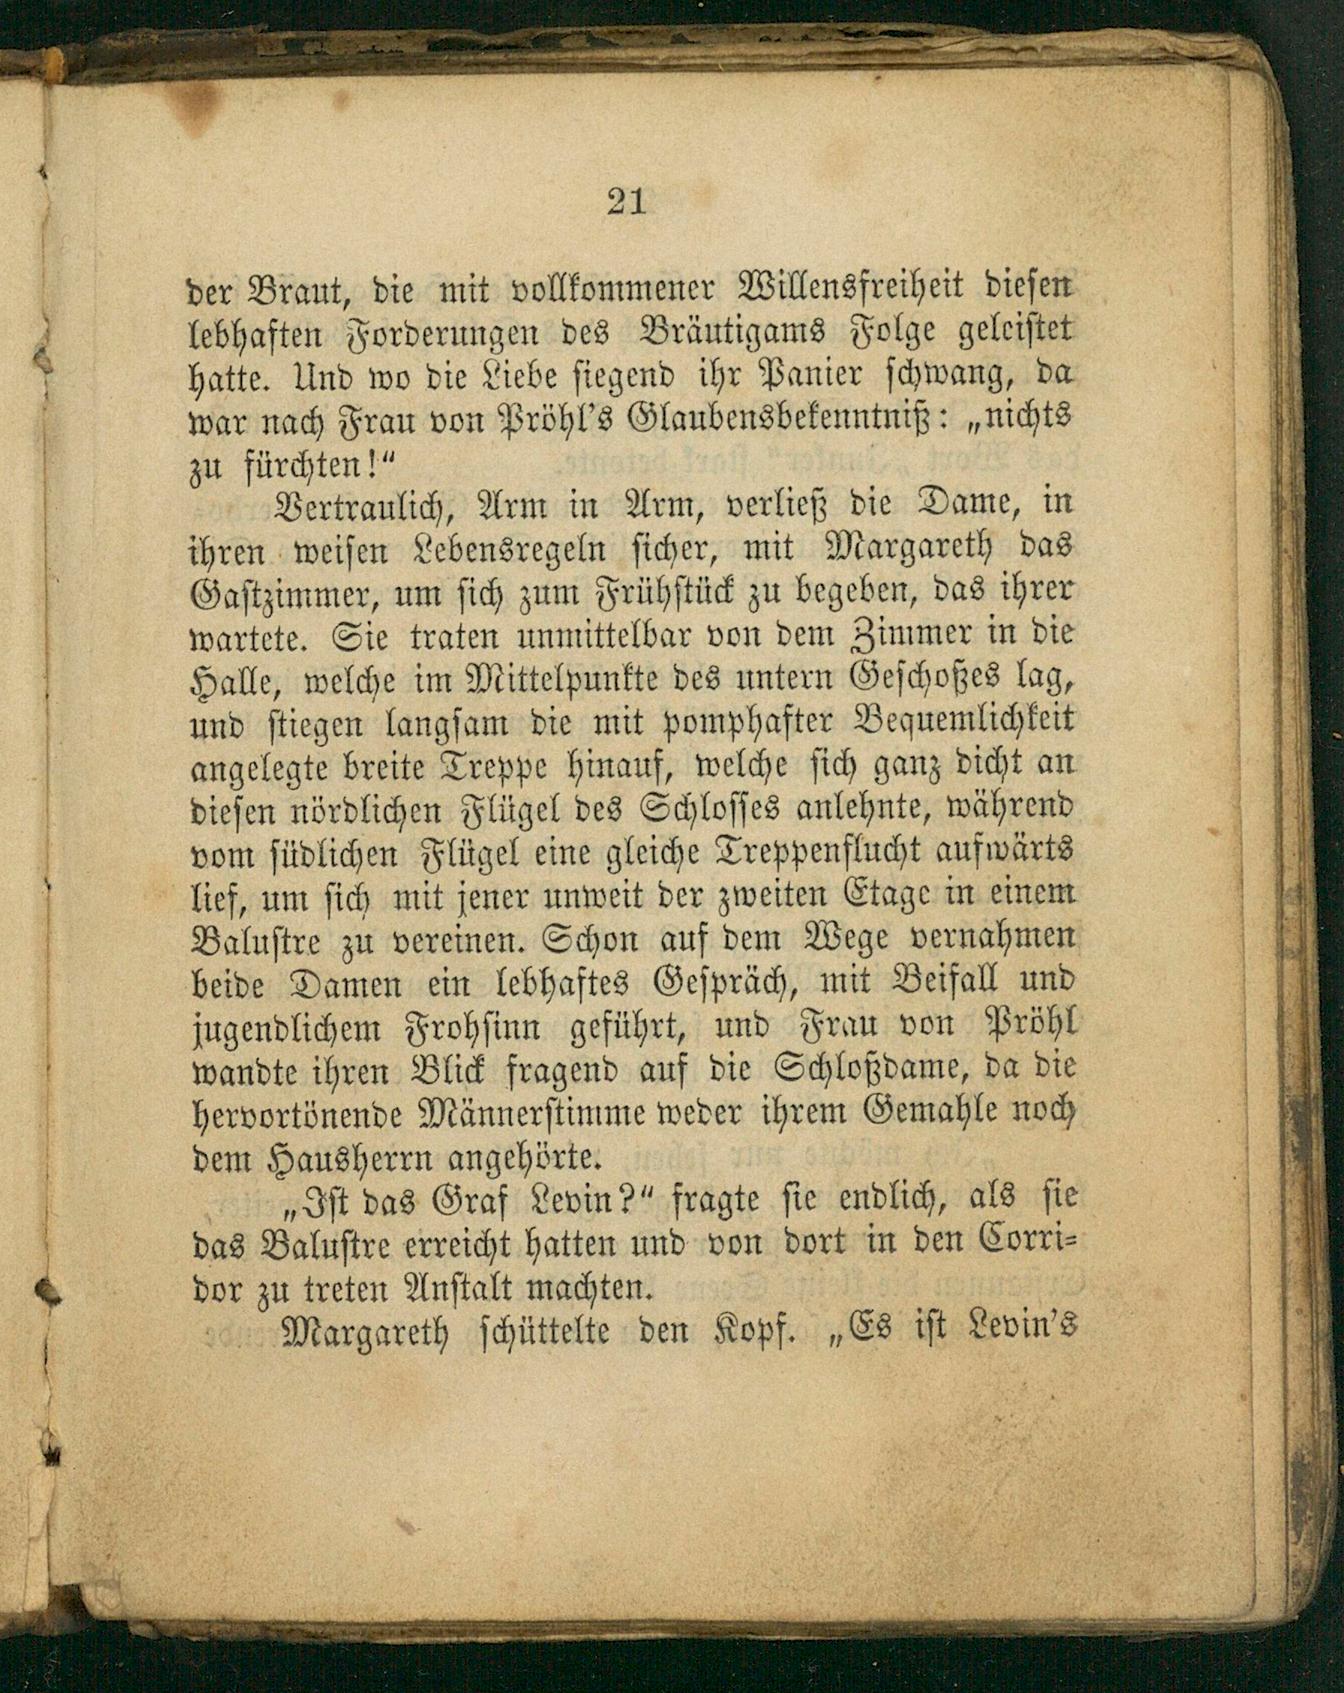 21
der Braut, die mit vollkommener Willensfreiheit diesen
lebhaften Forderungen des Bräutigams Folge geleistet
hatte. Und wo die Liebe siegend ihr Panier schwang, da
war nach Frau von Pröhl's Glaubensbekenntniß: „nichts
zu fürchten!“
Vertraulich, Arm in Arm, verließ die Dame, in
ihren weisen Lebensregeln sicher, mit Margareth das
Gastzimmer, um sich zum Frühstück zu begeben, das ihrer
wartete. Sie traten unmittelbar von dem Zimmer in die
Halle, welche im Mittelpunkte des untern Geschoßes lag,
und stiegen langsam die mit pomphafter Bequemlichkeit
angelegte breite Treppe hinauf, welche sich ganz dicht an
diesen nördlichen Flügel des Schlosses anlehnte, während
vom südlichen Flügel eine gleiche Treppenflucht aufwärts
lief, um sich mit jener unweit der zweiten Etage in einem
Balustre zu vereinen. Schon auf dem Wege vernahmen
beide Damen ein lebhaftes Gespräch, mit Beifall und
jugendlichem Frohsinn geführt, und Frau von Pröhl
wandte ihren Blick fragend auf die Schloßdame, da die
hervortönende Männerstimme weder ihrem Gemahle noch
dem Hausherrn angehörte.
„Ist das Graf Levin?“ fragte sie endlich, als sie
das Balustre erreicht hatten und von dort in den Corri-
dor zu treten Anstalt machten.
Margareth schüttelte den Kopf. „Es ist Levin's